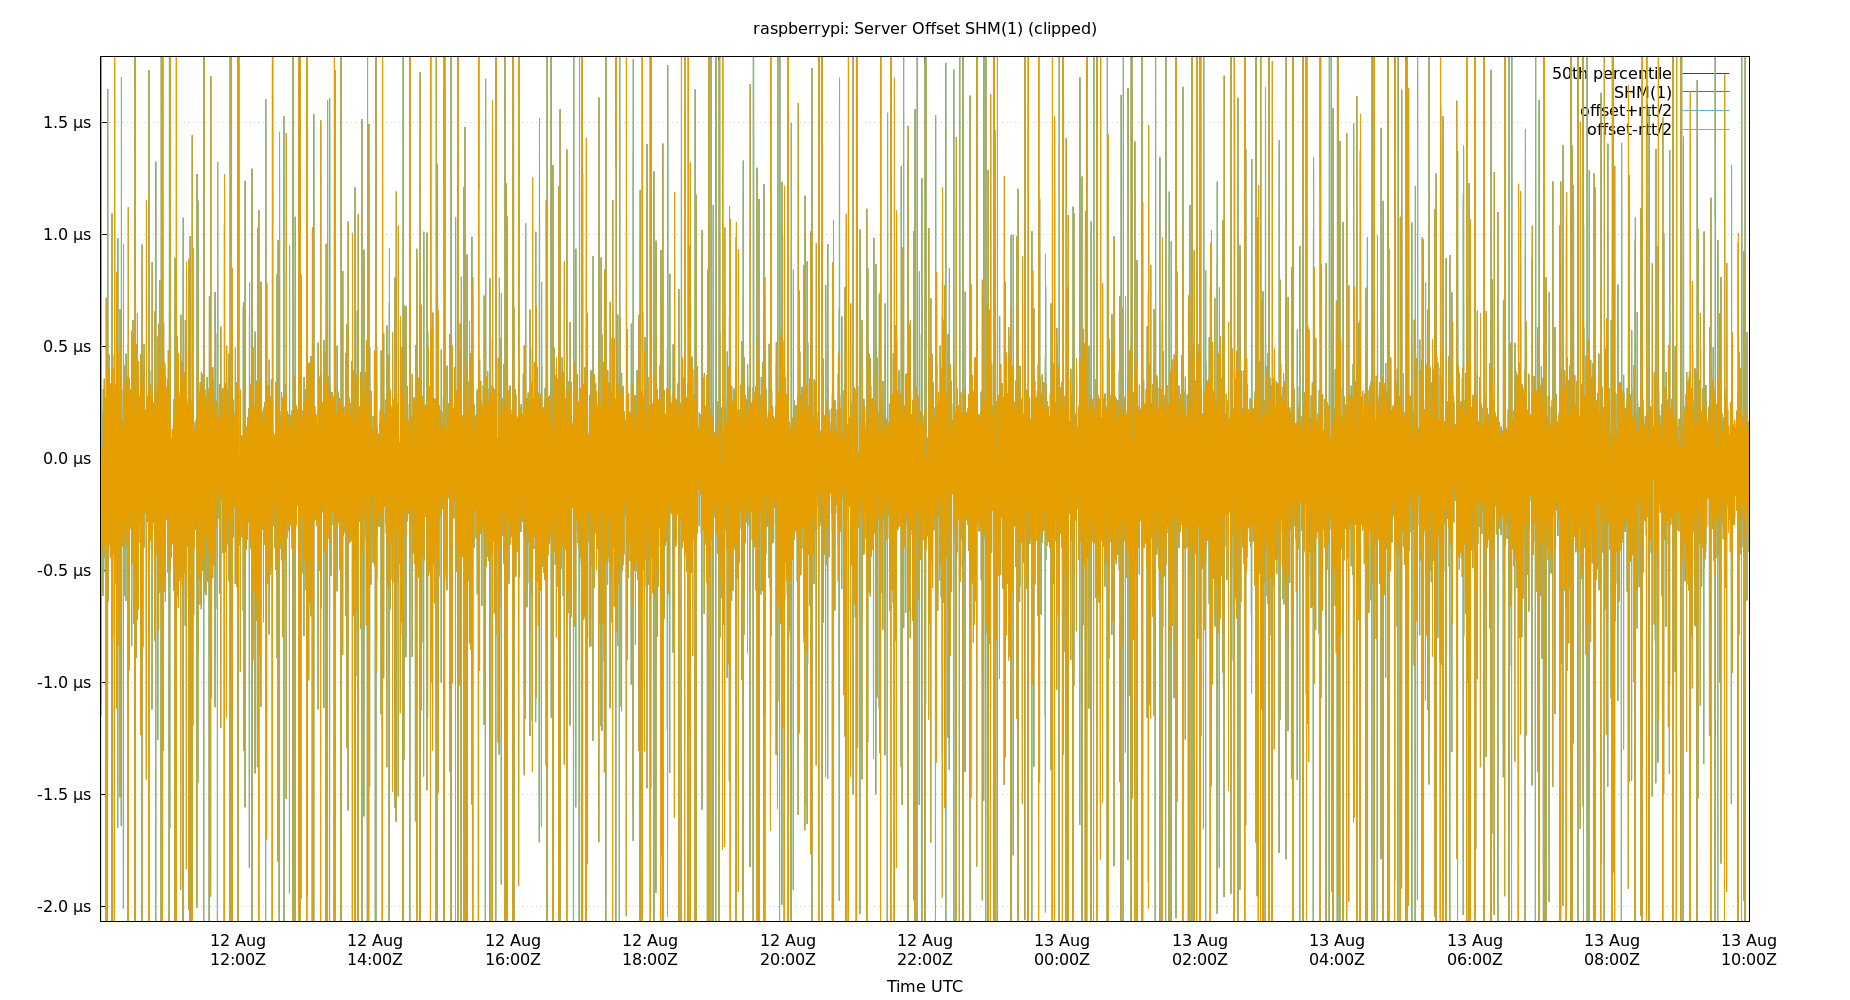 raspberrypi: Server Offset SHM(1) (clipped)
50th percentile
SHM(1)
offset+rtt/2
offset-rtt/2
1.5 µs
1.0 µs
0.5 µs
0.0 µs
-0.5 µs
-1.0 µs
-1.5 µs
-2.0 µs
12 Aug 12 Aug 12 Aug 12 Aug 12 Aug 12 Aug 13 Aug 13 Aug 13 Aug 13 Aug 13 Aug 13 Aug
12:00Z 14:00Z 16:00Z 18:00Z 20:00Z 22:00Z 00:00Z 02:00Z 04:00Z 06:00Z 08:00Z 10:00Z
Time UTC